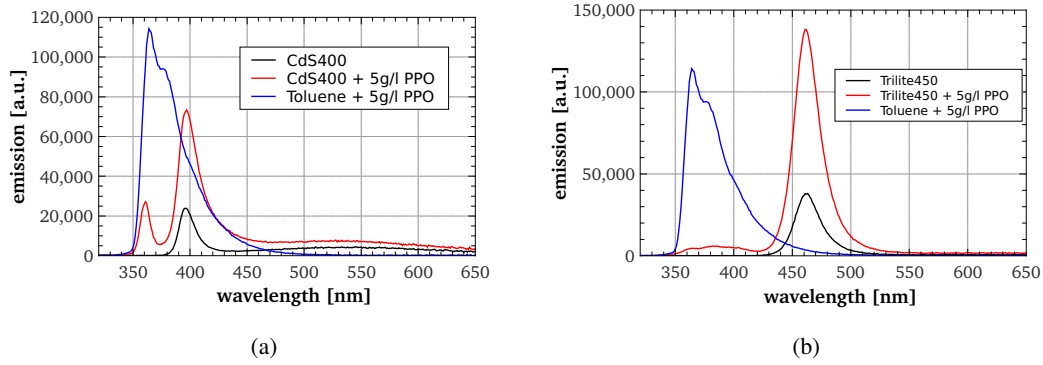 120,000
100,000
80,000
60,000
40,000
20,000
0
emission [a.u.]
CdS400
CdS400 + 5g/l PPO
Toluene + 5g/l PPO
350 400 450 500 550 600 650
wavelength [nm]
(a)
150,000
100,000
50,000
0
emission [a.u.]
Trilite450
Trilite450 + 5g/l PPO
Toluene + 5g/l PPO
350 400 450 500 550 600 650
wavelength [nm]
(b)